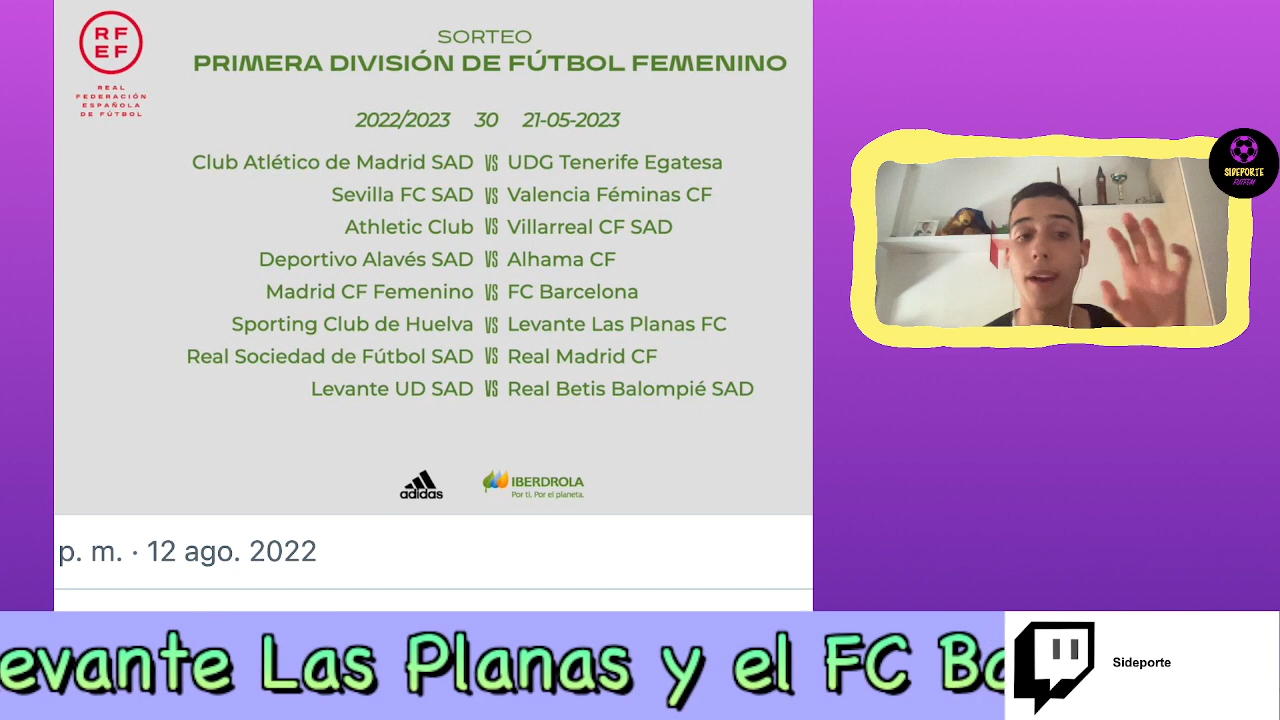 RF
EF
REAL
FEDERACIÓN
ESPAÑOLA
DE FÚTBOL
SORTEO
PRIMERA DIVISIÓN DE FÚTBOL FEMENINO
2022/2023 30 21-05-2023
Club Atlético de Madrid SAD VS UDG Tenerife Egatesa
Sevilla FC SAD VS Valencia Féminas CF
Athletic Club VS Villarreal CF SAD
Deportivo Alavés SAD VS Alhama CF
Madrid CF Femenino VS FC Barcelona
Sporting Club de Huelva VS Levante Las Planas FC
Real Sociedad de Fútbol SAD VS Real Madrid CF
Levante UD SAD VS Real Betis Balompié SAD
adidas
IBERDROLA
Por ti. Por el planeta.
p. m. · 12 ago. 2022
SIDEPORTE
FUTFEM
evante Las Planas y el FC Ba
Sideporte